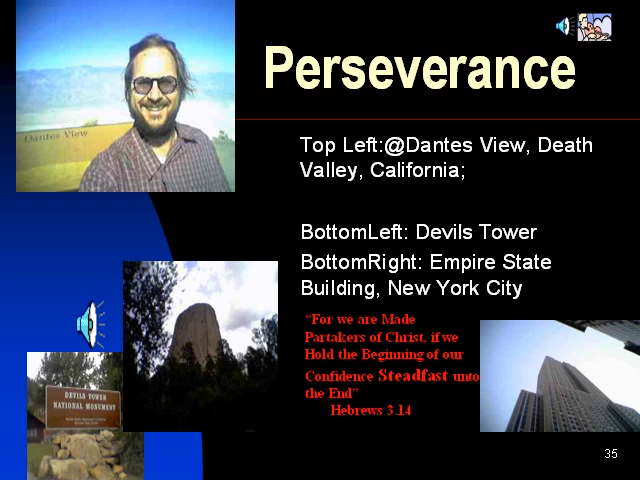 Perseverance
Dantes View
Top Left:@Dantes View, Death
Valley, California;
BottomLeft: Devils Tower
BottomRight: Empire State
Building, New York City
“For we are Made
Partakers of Christ, if we
Hold the Beginning of our
Confidence Steadfast unto
the End”
Hebrews 3.14
DEVILS TOWER
NATIONAL MONUMENT
35